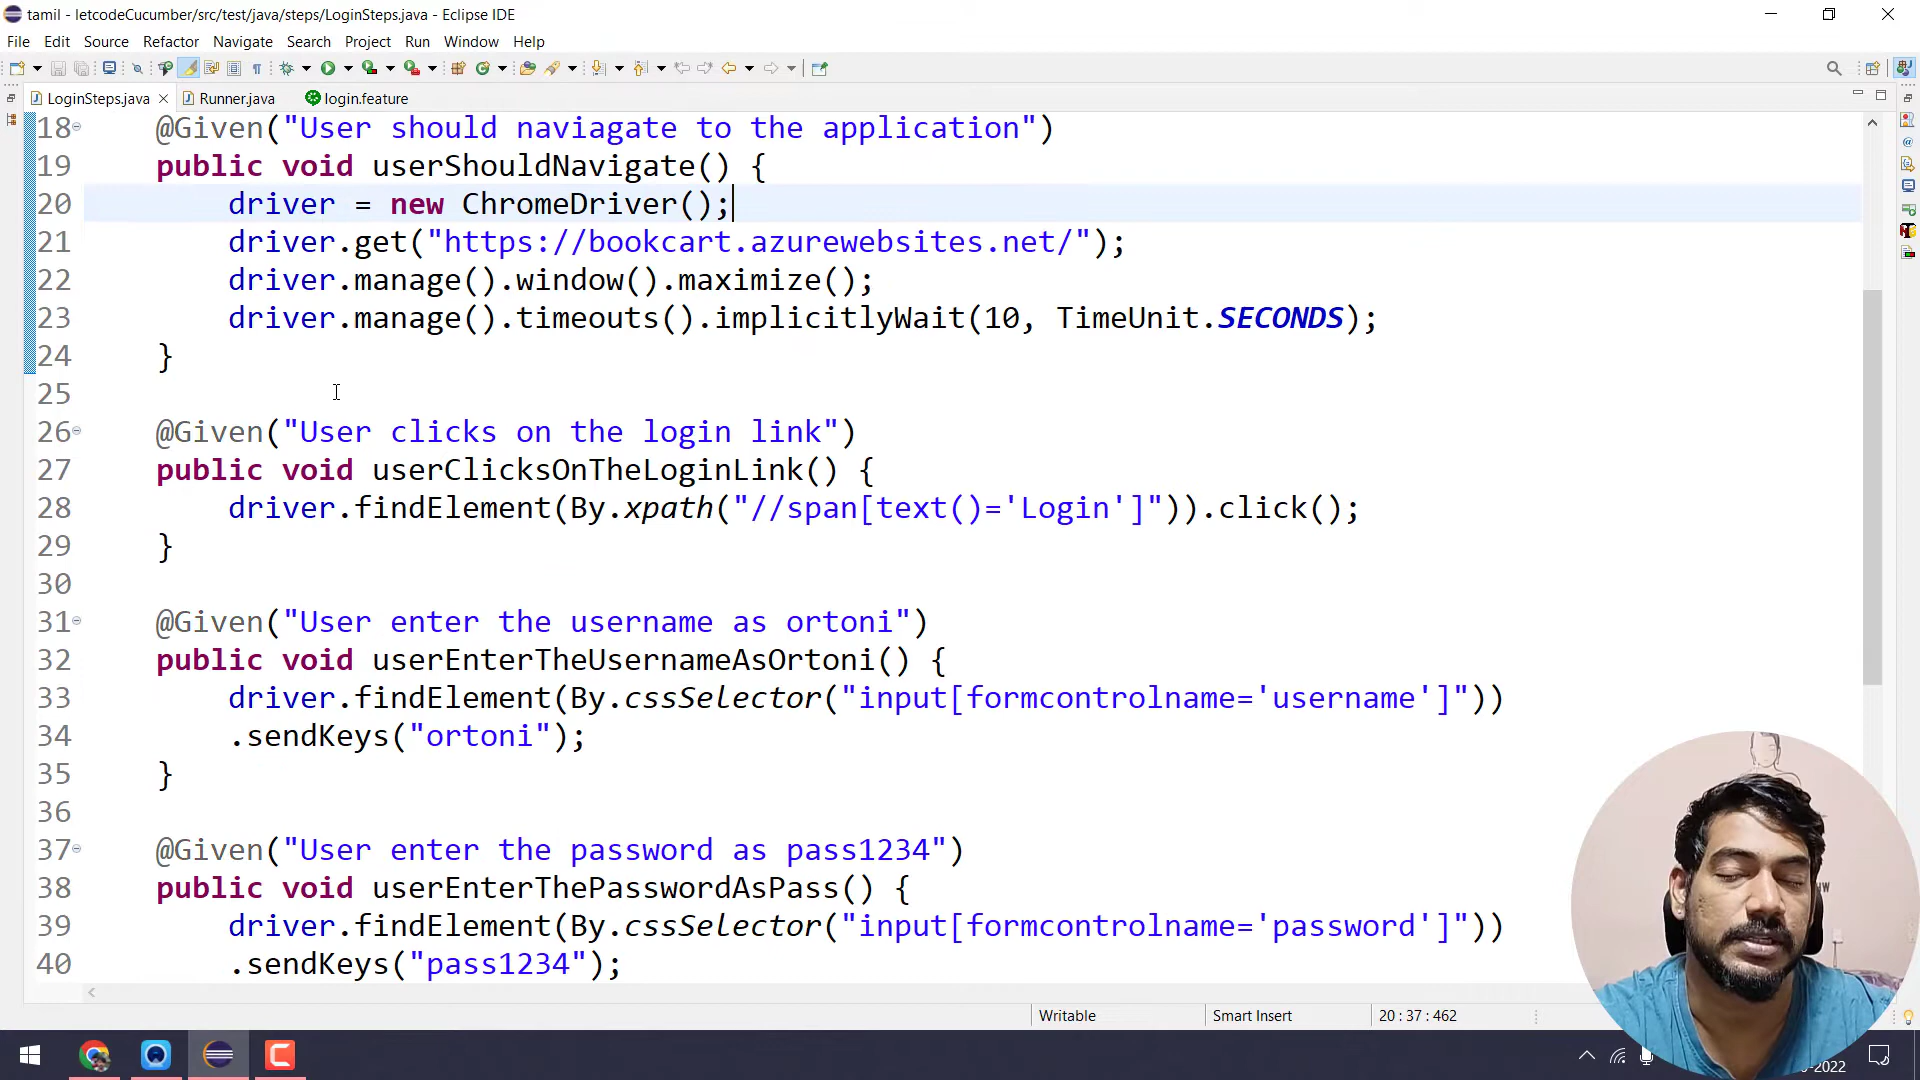 tamil - letcodeCucumber/src/test/java/steps/LoginSteps.java - Eclipse IDE
File Edit Source Refactor Navigate Search Project Run Window Help
LoginSteps.java Runner.java login.feature
18 @Given("User should naviagate to the application")
19 public void userShouldNavigate() {
20 driver = new ChromeDriver();
21 driver.get("https://bookcart.azurewebsites.net/");
22 driver.manage().window().maximize();
23 driver.manage().timeouts().implicitlyWait(10, TimeUnit.SECONDS);
24 }
25
26 @Given("User clicks on the login link")
27 public void userClicksOnTheLoginLink() {
28 driver.findElement(By.xpath("//span[text()='Login']")).click();
29 }
30
31 @Given("User enter the username as ortoni")
32 public void userEnterTheUsernameAsOrtoni() {
33 driver.findElement(By.cssSelector("input[formcontrolname='username']"))
34 .sendKeys("ortoni");
35 }
36
37 @Given("User enter the password as pass1234")
38 public void userEnterThePasswordAsPass() {
39 driver.findElement(By.cssSelector("input[formcontrolname='password']"))
40 .sendKeys("pass1234");
Writable Smart Insert 20 : 37 : 462
-2022